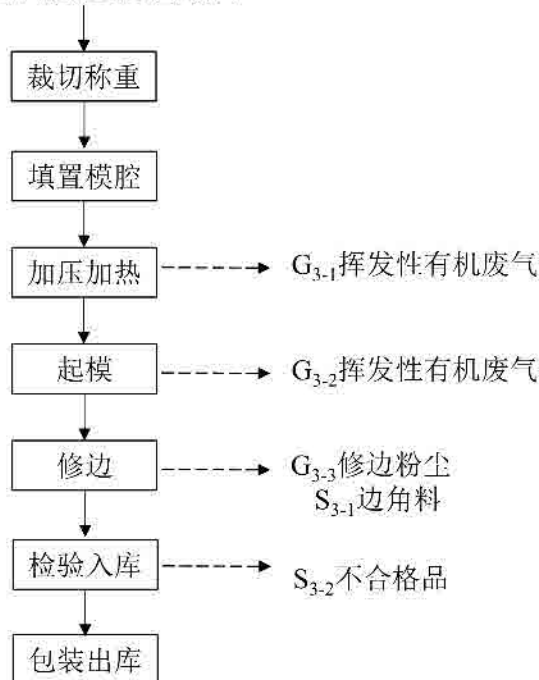 裁切称重
填置模腔
加压加热
G3-1挥发性有机废气
起模
G3-2挥发性有机废气
修边
G3-3修边粉尘
S3-1边角料
检验入库
S3-2不合格品
包装出库